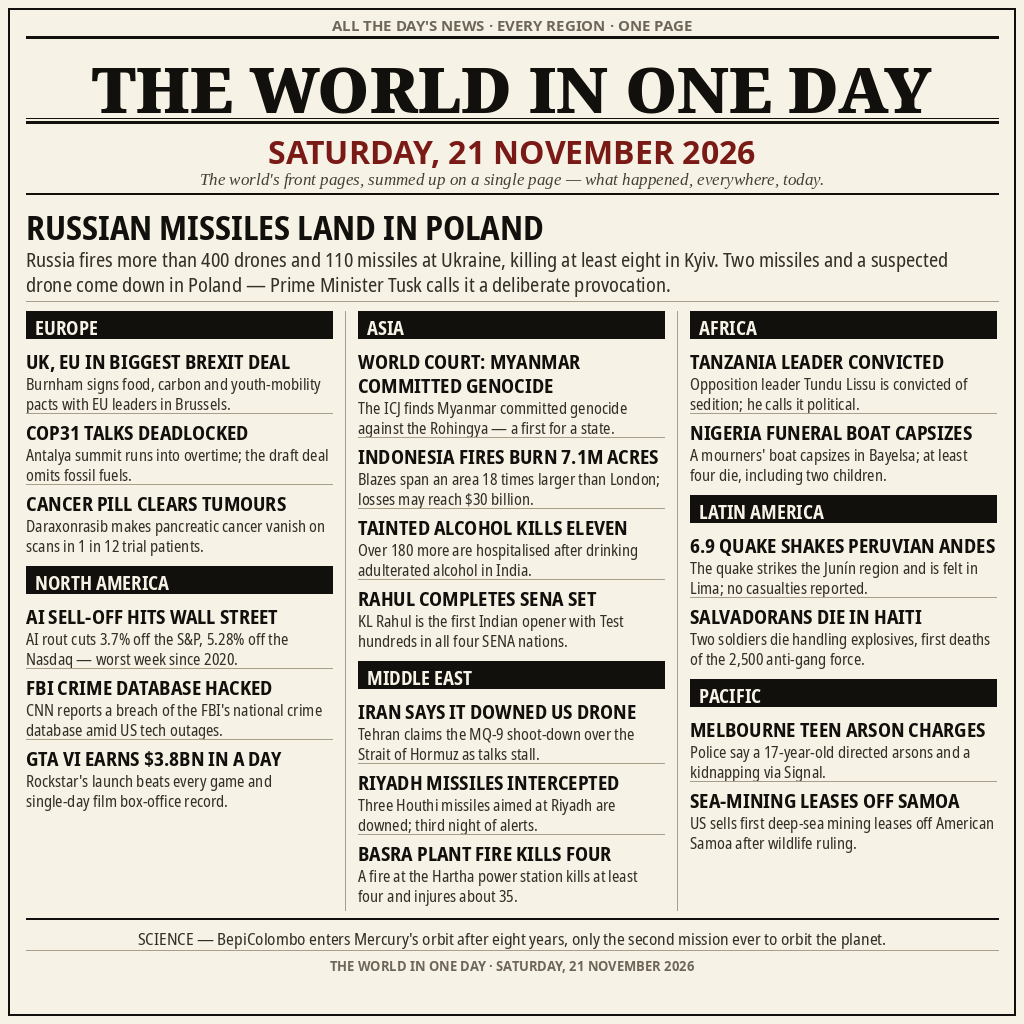 ALL THE DAY'S NEWS · EVERY REGION · ONE PAGE
THE WORLD IN ONE DAY
SATURDAY, 21 NOVEMBER 2026
The world's front pages, summed up on a single page — what happened, everywhere, today.
RUSSIAN MISSILES LAND IN POLAND
Russia fires more than 400 drones and 110 missiles at Ukraine, killing at least eight in Kyiv. Two missiles and a suspected
drone come down in Poland — Prime Minister Tusk calls it a deliberate provocation.
EUROPE
UK, EU IN BIGGEST BREXIT DEAL
Burnham signs food, carbon and youth-mobility
pacts with EU leaders in Brussels.
COP31 TALKS DEADLOCKED
Antalya summit runs into overtime; the draft deal
omits fossil fuels.
CANCER PILL CLEARS TUMOURS
Daraxonrasib makes pancreatic cancer vanish on
scans in 1 in 12 trial patients.
NORTH AMERICA
AI SELL-OFF HITS WALL STREET
AI rout cuts 3.7% off the S&P, 5.28% off the
Nasdaq — worst week since 2020.
FBI CRIME DATABASE HACKED
CNN reports a breach of the FBI's national crime
database amid US tech outages.
GTA VI EARNS $3.8BN IN A DAY
Rockstar's launch beats every game and
single-day film box-office record.
ASIA
WORLD COURT: MYANMAR
COMMITTED GENOCIDE
The ICJ finds Myanmar committed genocide
against the Rohingya — a first for a state.
INDONESIA FIRES BURN 7.1M ACRES
Blazes span an area 18 times larger than London;
losses may reach $30 billion.
TAINTED ALCOHOL KILLS ELEVEN
Over 180 more are hospitalised after drinking
adulterated alcohol in India.
RAHUL COMPLETES SENA SET
KL Rahul is the first Indian opener with Test
hundreds in all four SENA nations.
MIDDLE EAST
IRAN SAYS IT DOWNED US DRONE
Tehran claims the MQ-9 shoot-down over the
Strait of Hormuz as talks stall.
RIYADH MISSILES INTERCEPTED
Three Houthi missiles aimed at Riyadh are
downed; third night of alerts.
BASRA PLANT FIRE KILLS FOUR
A fire at the Hartha power station kills at least
four and injures about 35.
AFRICA
TANZANIA LEADER CONVICTED
Opposition leader Tundu Lissu is convicted of
sedition; he calls it political.
NIGERIA FUNERAL BOAT CAPSIZES
A mourners' boat capsizes in Bayelsa; at least
four die, including two children.
LATIN AMERICA
6.9 QUAKE SHAKES PERUVIAN ANDES
The quake strikes the Junín region and is felt in
Lima; no casualties reported.
SALVADORANS DIE IN HAITI
Two soldiers die handling explosives, first deaths
of the 2,500 anti-gang force.
PACIFIC
MELBOURNE TEEN ARSON CHARGES
Police say a 17-year-old directed arsons and a
kidnapping via Signal.
SEA-MINING LEASES OFF SAMOA
US sells first deep-sea mining leases off American
Samoa after wildlife ruling.
SCIENCE — BepiColombo enters Mercury's orbit after eight years, only the second mission ever to orbit the planet.
THE WORLD IN ONE DAY · SATURDAY, 21 NOVEMBER 2026